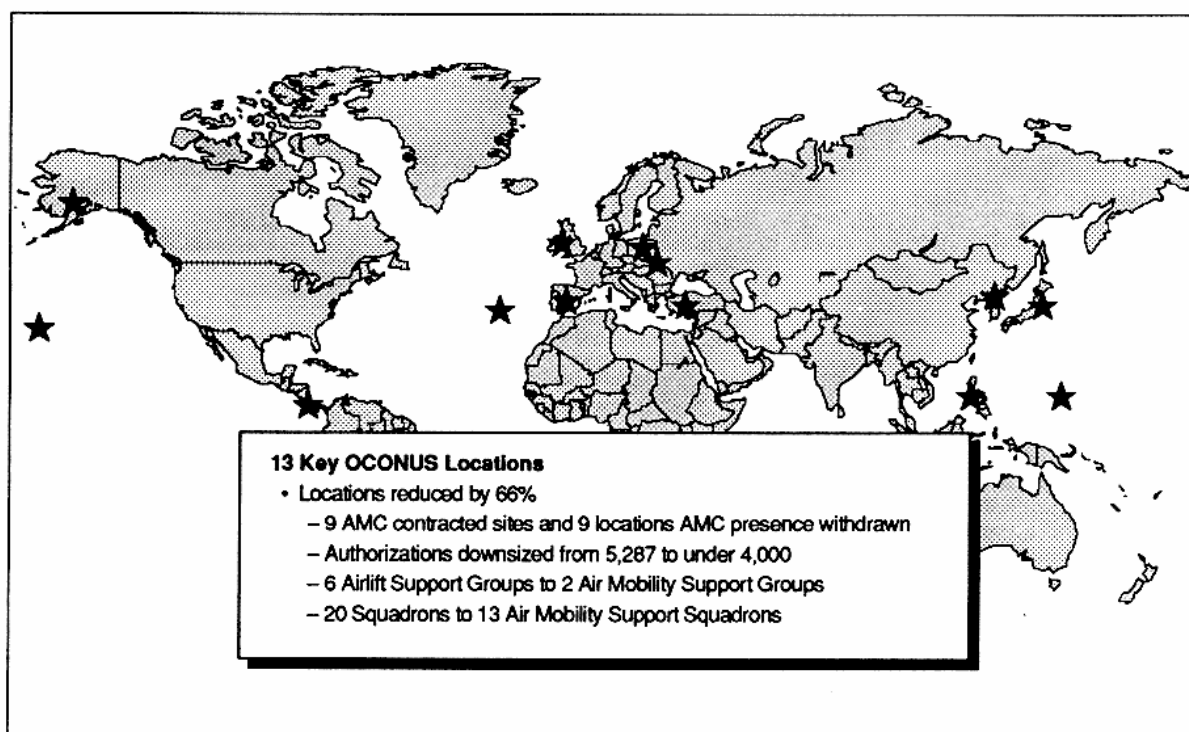 13 Key OCONUS Locations
• Locations reduced by 66%
– 9 AMC contracted sites and 9 locations AMC presence withdrawn
– Authorizations downsized from 5,287 to under 4,000
– 6 Airlift Support Groups to 2 Air Mobility Support Groups
– 20 Squadrons to 13 Air Mobility Support Squadrons